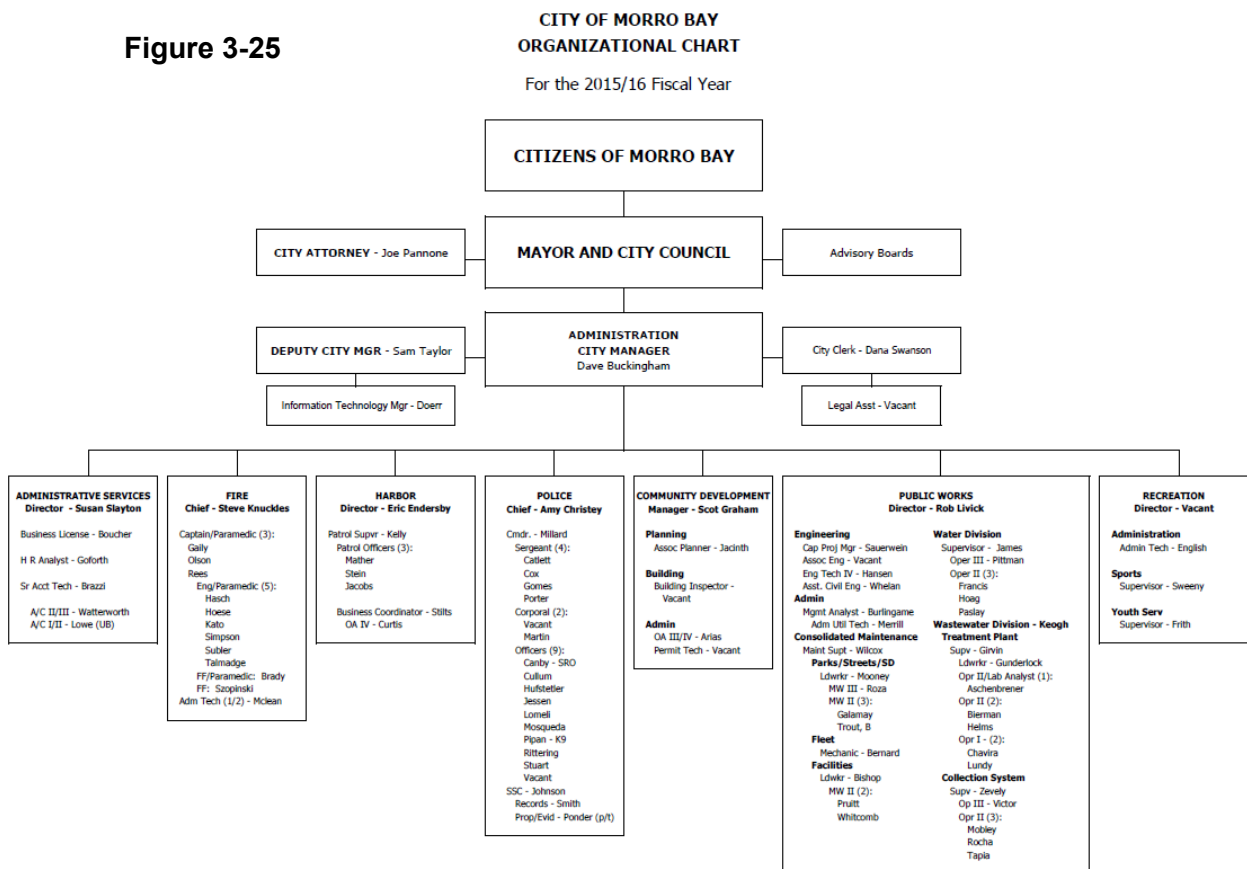 Figure 3-25
CITY OF MORRO BAY
ORGANIZATIONAL CHART
For the 2015/16 Fiscal Year
CITIZENS OF MORRO BAY
CITY ATTORNEY - Joe Pannone
MAYOR AND CITY COUNCIL
Advisory Boards
DEPUTY CITY MGR - Sam Taylor
ADMINISTRATION
CITY MANAGER
Dave Buckingham
City Clerk - Dana Swanson
Information Technology Mgr - Doerr
Legal Asst - Vacant
ADMINISTRATIVE SERVICES
Director - Susan Slayton
Business License - Boucher
H R Analyst - Goforth
Sr Acct Tech - Brazzi
A/C II/III - Watterworth
A/C I/II - Lowe (UB)
FIRE
Chief - Steve Knuckles
Captain/Paramedic (3):
Gaily
Olson
Rees
Eng/Paramedic (5):
Hasch
Hoese
Kato
Simpson
Subler
Talmadge
FF/Paramedic: Brady
FF: Szopinski
Adm Tech (1/2) - Mclean
HARBOR
Director - Eric Endersby
Patrol Supvr - Kelly
Patrol Officers (3):
Mather
Stein
Jacobs
Business Coordinator - Stilts
OA IV - Curtis
POLICE
Chief - Amy Christey
Cmdr. - Millard
Sergeant (4):
Catlett
Cox
Gomes
Porter
Corporal (2):
Vacant
Martin
Officers (9):
Canby - SRO
Cullum
Hufstetler
Jessen
Lomeli
Mosqueda
Pipan - K9
Rittering
Stuart
Vacant
SSC - Johnson
Records - Smith
Prop/Evid - Ponder (p/t)
COMMUNITY DEVELOPMENT
Manager - Scot Graham
Planning
Assoc Planner - Jacinth
Building
Building Inspector -
Vacant
Admin
OA III/IV - Arias
Permit Tech - Vacant
PUBLIC WORKS
Director - Rob Livick
Engineering
Cap Proj Mgr - Sauerwein
Assoc Eng - Vacant
Eng Tech IV - Hansen
Asst. Civil Eng - Whelan
Admin
Mgmt Analyst - Burlingame
Adm Util Tech - Merrill
Consolidated Maintenance
Maint Supt - Wilcox
Parks/Streets/SD
Ldwrkr - Mooney
MW III - Roza
MW II (3):
Galamay
Trout, B
Fleet
Mechanic - Bernard
Facilities
Ldwkr - Bishop
MW II (2):
Pruitt
Whitcomb
Water Division
Supervisor - James
Oper III - Pittman
Oper II (3):
Francis
Hoag
Paslay
Wastewater Division - Keogh
Treatment Plant
Supv - Girvin
Ldwrkr - Gunderlock
Opr II/Lab Analyst (1):
Aschenbrener
Opr II (2):
Bierman
Helms
Opr I - (2):
Chavira
Lundy
Collection System
Supv - Zevely
Op III - Victor
Opr II (3):
Mobley
Rocha
Tapia
RECREATION
Director - Vacant
Administration
Admin Tech - English
Sports
Supervisor - Sweeny
Youth Serv
Supervisor - Frith